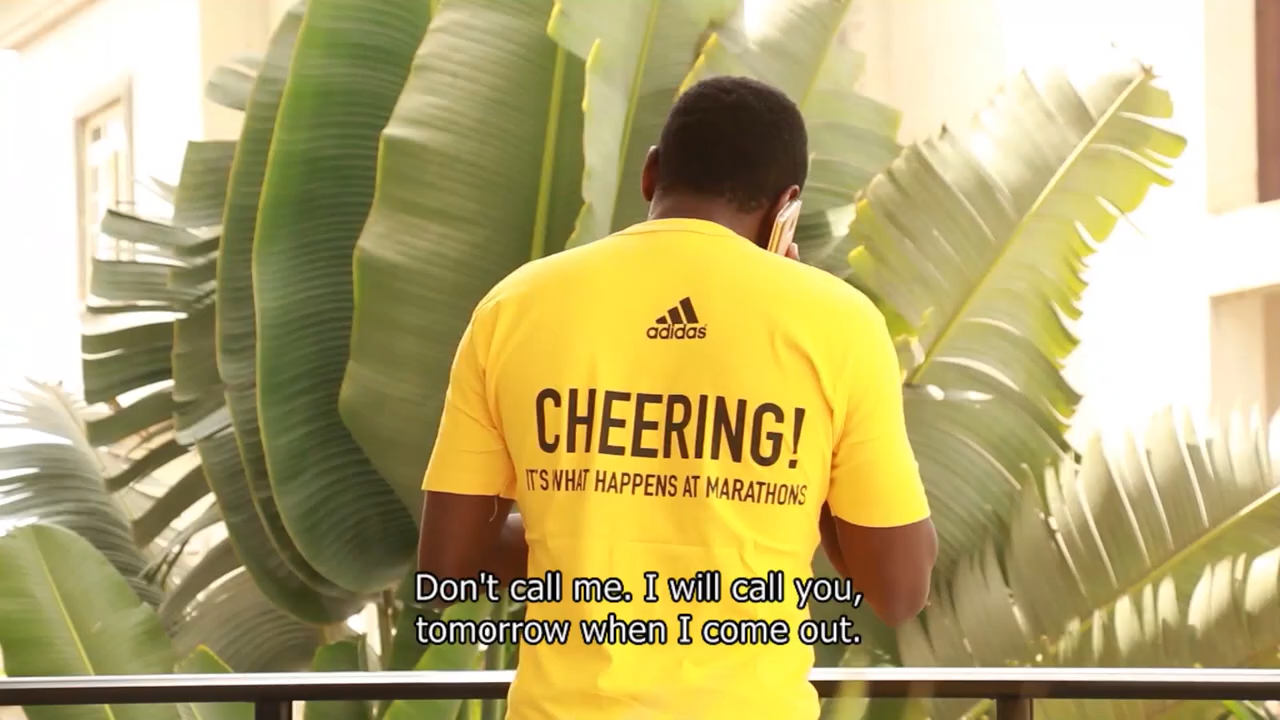 adidas
CHEERING!
IT'S WHAT HAPPENS AT MARATHONS
Don't call me. I will call you,
tomorrow when I come out.